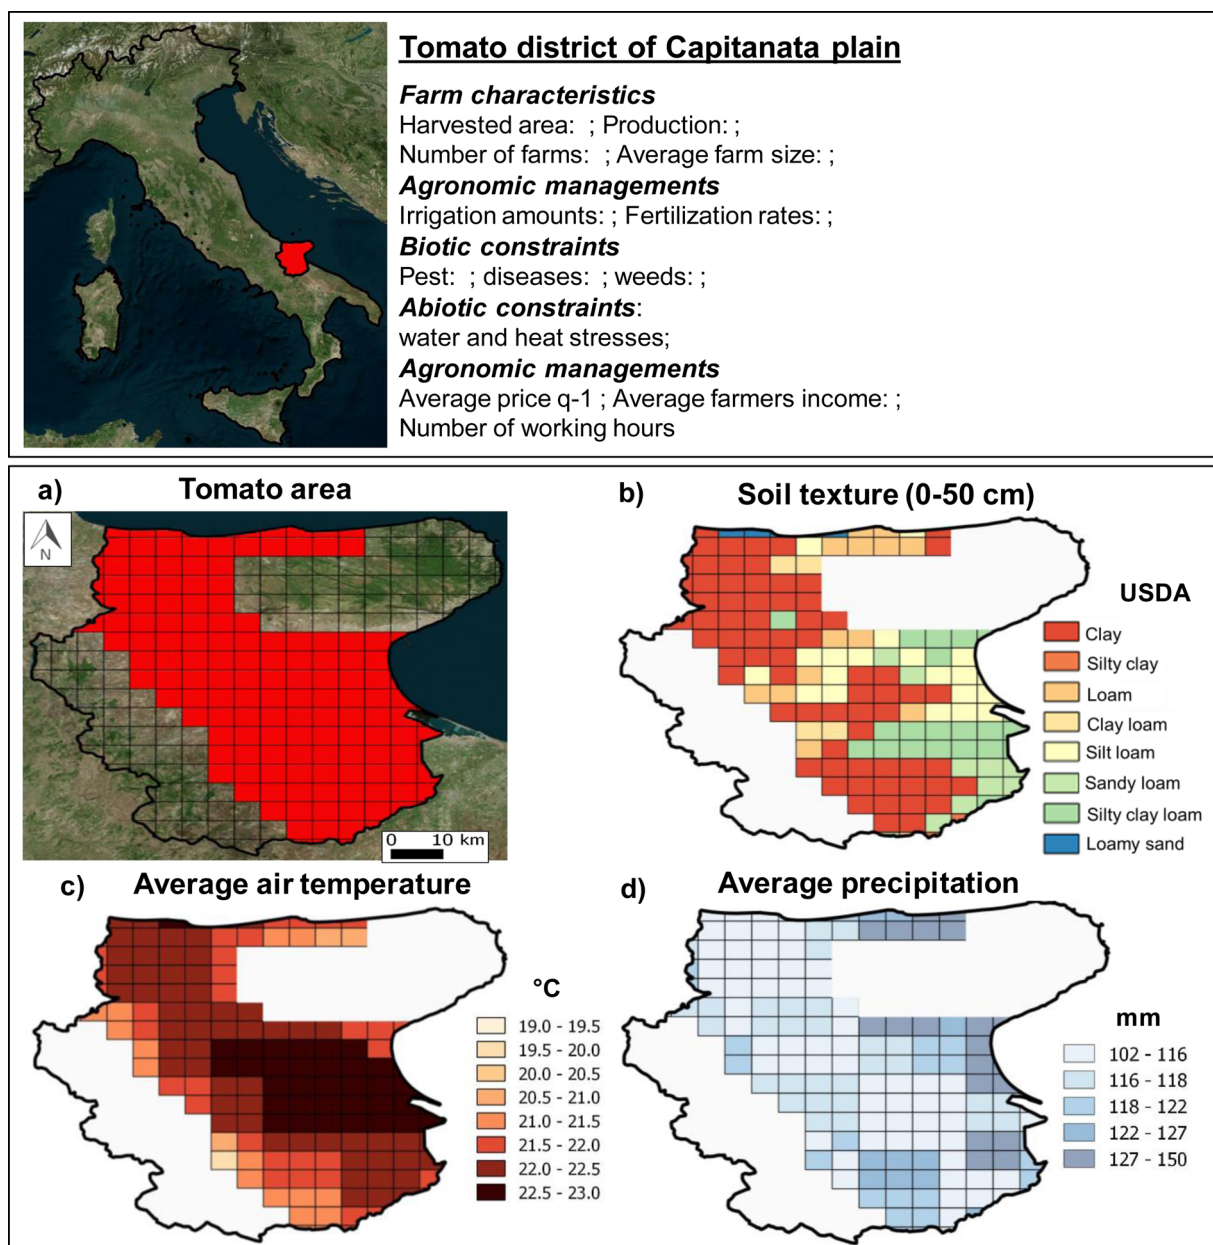 Tomato district of Capitanata plain
Farm characteristics
Harvested area:  ; Production: ;
Number of farms:  ; Average farm size: ;
Agronomic managements
Irrigation amounts: ; Fertilization rates: ;
Biotic constraints
Pest:  ; diseases:  ; weeds: ;
Abiotic constraints:
water and heat stresses;
Agronomic managements
Average price q-1 ; Average farmers income: ;
Number of working hours
a) Tomato area
N
0 10 km
b) Soil texture (0-50 cm)
USDA
Clay
Silty clay
Loam
Clay loam
Silt loam
Sandy loam
Silty clay loam
Loamy sand
c) Average air temperature
°C
19.0 - 19.5
19.5 - 20.0
20.0 - 20.5
20.5 - 21.0
21.0 - 21.5
21.5 - 22.0
22.0 - 22.5
22.5 - 23.0
d) Average precipitation
mm
102 - 116
116 - 118
118 - 122
122 - 127
127 - 150